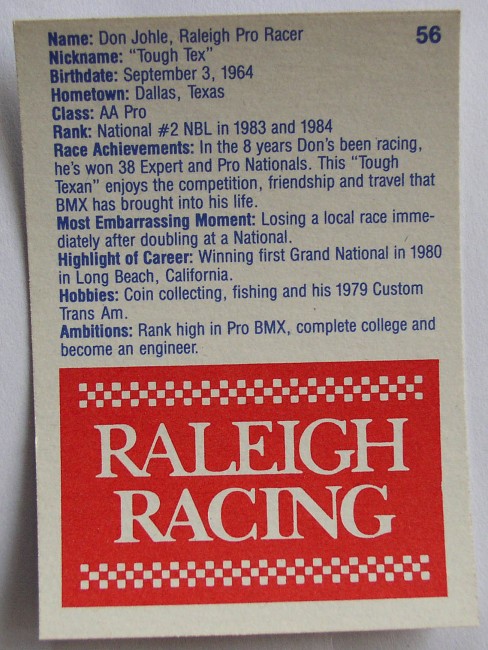 Name: Don Johle, Raleigh Pro Racer
56
Nickname: "Tough Tex"
Birthdate: September 3, 1964
Hometown: Dallas, Texas
Class: AA Pro
Rank: National #2 NBL in 1983 and 1984
Race Achievements: In the 8 years Don's been racing,
he's won 38 Expert and Pro Nationals. This "Tough
Texan" enjoys the competition, friendship and travel that
BMX has brought into his life.
Most Embarrassing Moment: Losing a local race imme-
diately after doubling at a National.
Highlight of Career: Winning first Grand National in 1980
in Long Beach, California.
Hobbies: Coin collecting, fishing and his 1979 Custom
Trans Am.
Ambitions: Rank high in Pro BMX, complete college and
become an engineer.
RALEIGH
RACING